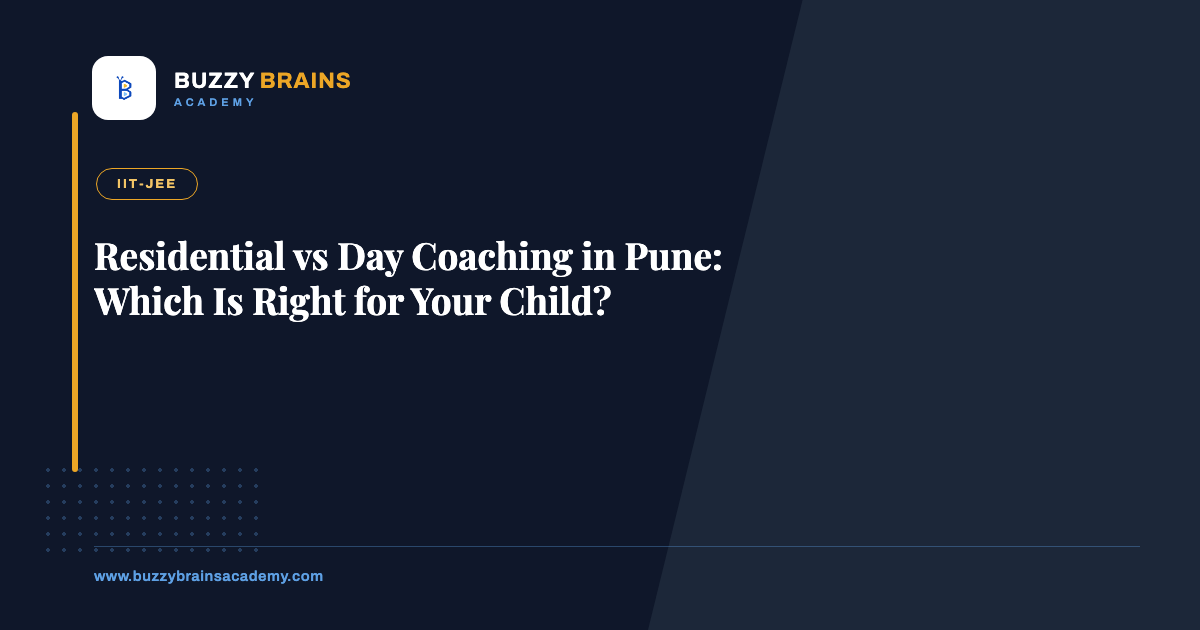 BUZZY BRAINS
ACADEMY
IIT-JEE
Residential vs Day Coaching in Pune:
Which Is Right for Your Child?
www.buzzybrainsacademy.com